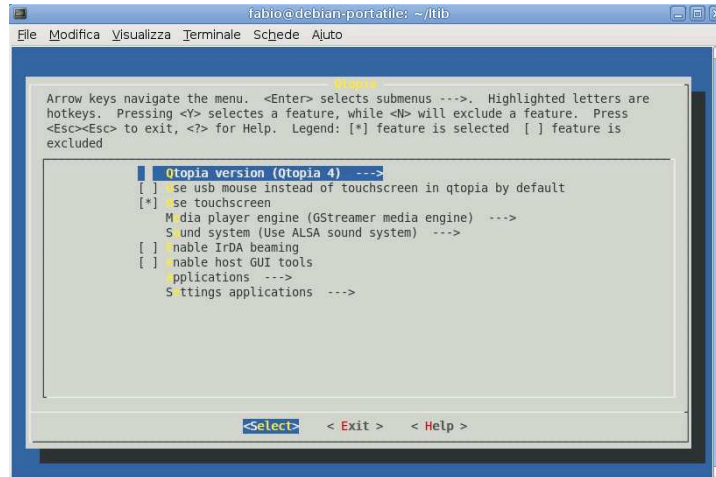 fabio@debian-portatile: ~/ltib
File Modifica Visualizza Terminale Schede Aiuto
Qtopia
Arrow keys navigate the menu. <Enter> selects submenus --->. Highlighted letters are
hotkeys. Pressing <Y> selectes a feature, while <N> will exclude a feature. Press
<Esc><Esc> to exit, <?> for Help. Legend: [*] feature is selected [ ] feature is
excluded
Qtopia version (Qtopia 4) --->
[ ] Use usb mouse instead of touchscreen in qtopia by default
[*] Use touchscreen
Media player engine (GStreamer media engine) --->
Sound system (Use ALSA sound system) --->
[ ] Enable IrDA beaming
[ ] Enable host GUI tools
Applications --->
Settings applications --->
<Select> < Exit > < Help >